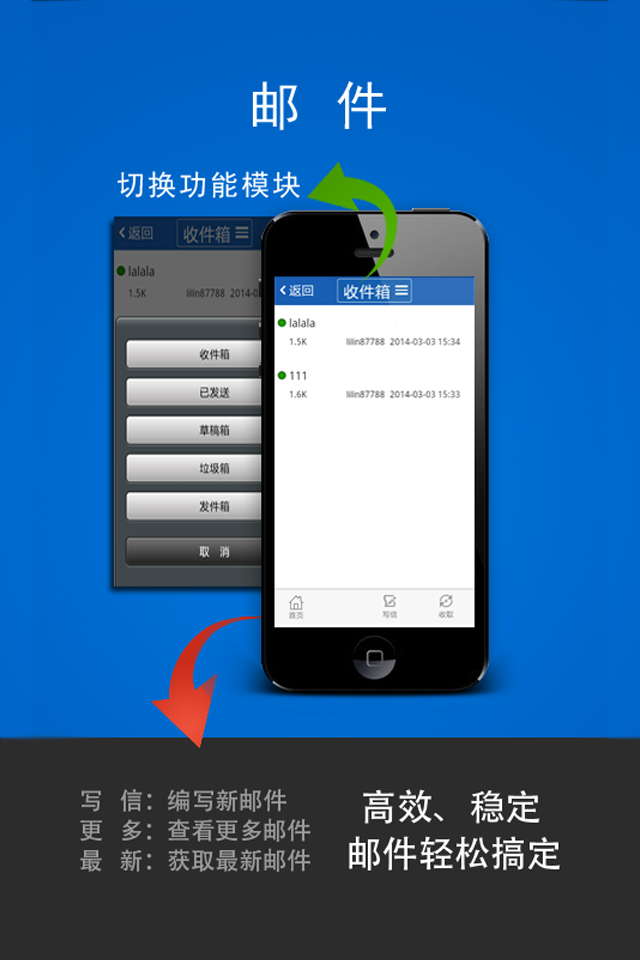 邮 件
切换功能模块
返回 收件箱
lalala
1.5K lilin87788 2014-0
收件箱
已发送
草稿箱
垃圾箱
发件箱
取 消
返回 收件箱
lalala
1.5K lilin87788 2014-03-03 15:34
111
1.6K lilin87788 2014-03-03 15:33
首页 写信 收取
写 信：编写新邮件
更 多：查看更多邮件
最 新：获取最新邮件
高效、稳定
邮件轻松搞定